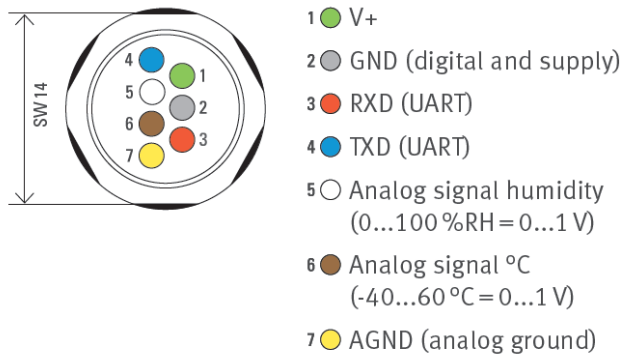 SW14
4
1
5
2
6
3
7
1 V+
2 GND (digital and supply)
3 RXD (UART)
4 TXD (UART)
5 Analog signal humidity
(0...100 %RH = 0...1 V)
6 Analog signal °C
(-40...60 °C = 0...1 V)
7 AGND (analog ground)